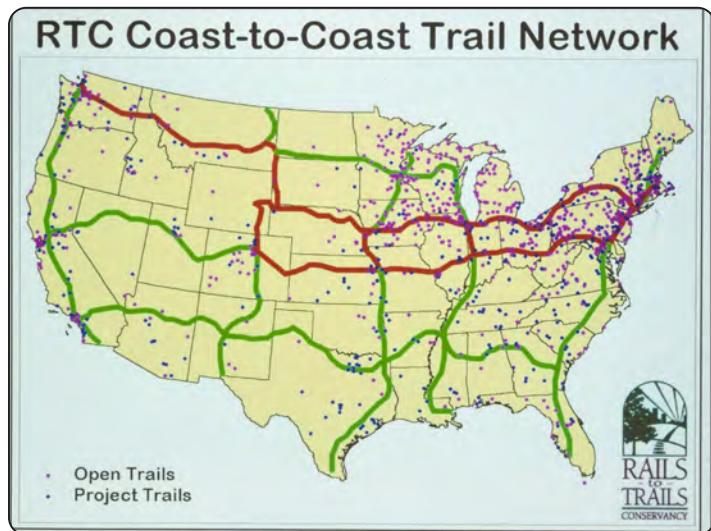 RTC Coast-to-Coast Trail Network
Open Trails
Project Trails
RAILS
to
TRAILS
CONSERVANCY